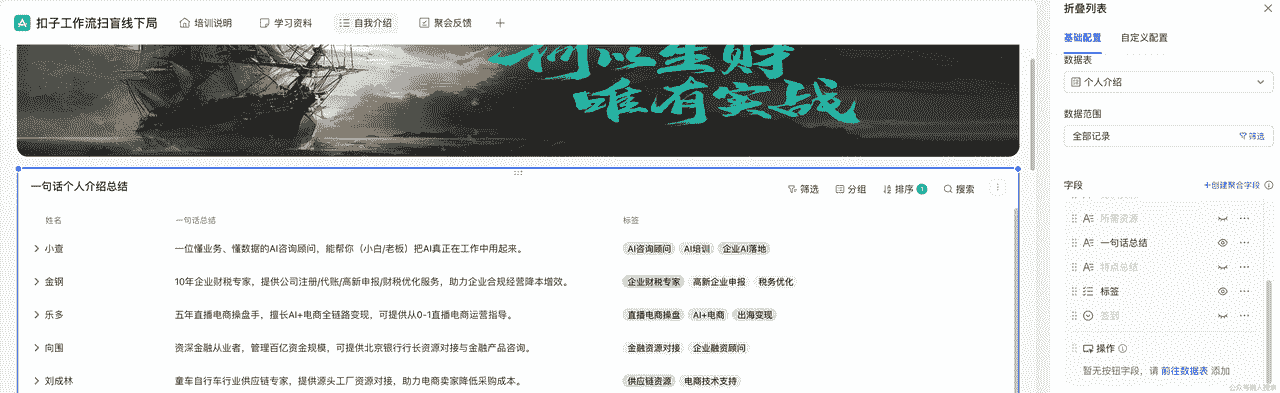 扣子工作流扫盲线下局 培训说明 学习资料 自我介绍 聚会反馈
何以生财
唯有实战
一句话个人介绍总结
筛选 分组 排序 1 搜索
姓名 一句话总结 标签
小查 一位懂业务、懂数据的AI咨询顾问，能帮你（小白/老板）把AI真正在工作中用起来。 AI咨询顾问 AI培训 企业AI落地
金钢 10年企业财税专家，提供公司注册/代账/高新申报/财税优化服务，助力企业合规经营降本增效。 企业财税专家 高新企业申报 税务优化
乐多 五年直播电商操盘手，擅长AI+电商全链路变现，可提供从0-1直播电商运营指导。 直播电商操盘 AI+电商 出海变现
向围 资深金融从业者，管理百亿资金规模，可提供北京银行行长资源对接与金融产品咨询。 金融资源对接 企业融资顾问
刘成林 童车自行车行业供应链专家，提供源头工厂资源对接，助力电商卖家降低采购成本。 供应链资源 电商技术支持
折叠列表
基础配置 自定义配置
数据表
个人介绍
数据范围
全部记录 筛选
字段 +创建聚合字段
所需资源
一句话总结
特点总结
标签
签到
操作
暂无按钮字段，请 前往数据表 添加